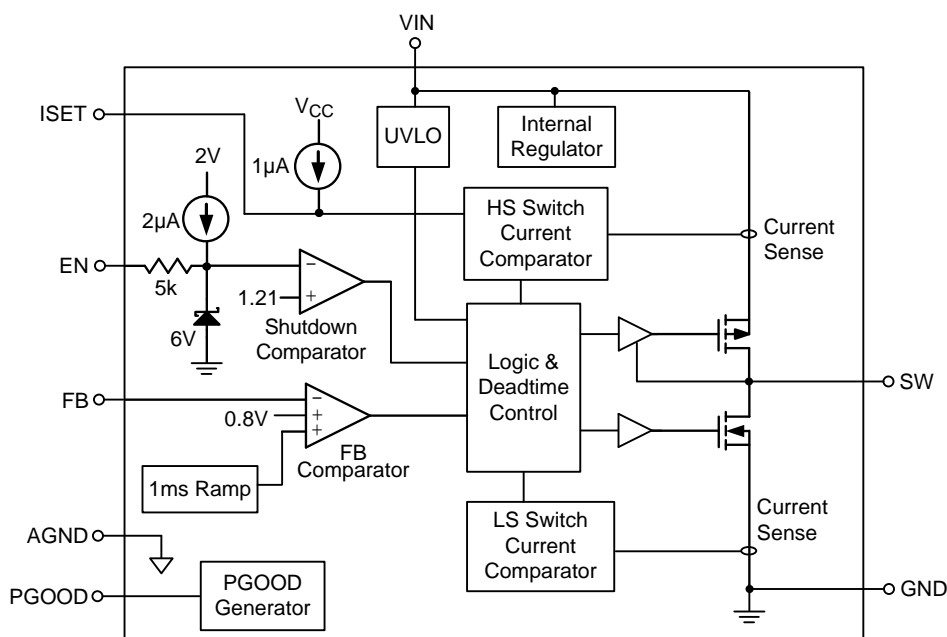 VIN
ISET
V_CC
1µA
UVLO
Internal
Regulator
2V
2µA
HS Switch
Current
Comparator
Current
Sense
EN
5k
1.21
−
+
Shutdown
Comparator
6V
Logic &
Deadtime
Control
SW
FB
0.8V
−
+
+
FB
Comparator
1ms Ramp
LS Switch
Current
Comparator
Current
Sense
AGND
PGOOD
PGOOD
Generator
GND